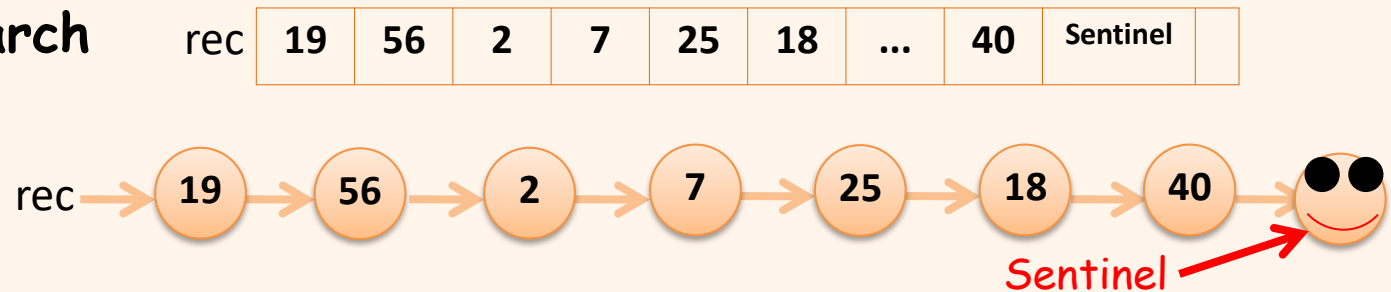 arch rec 19 56 2 7 25 18 ... 40 Sentinel
rec 19 56 2 7 25 18 40
Sentinel